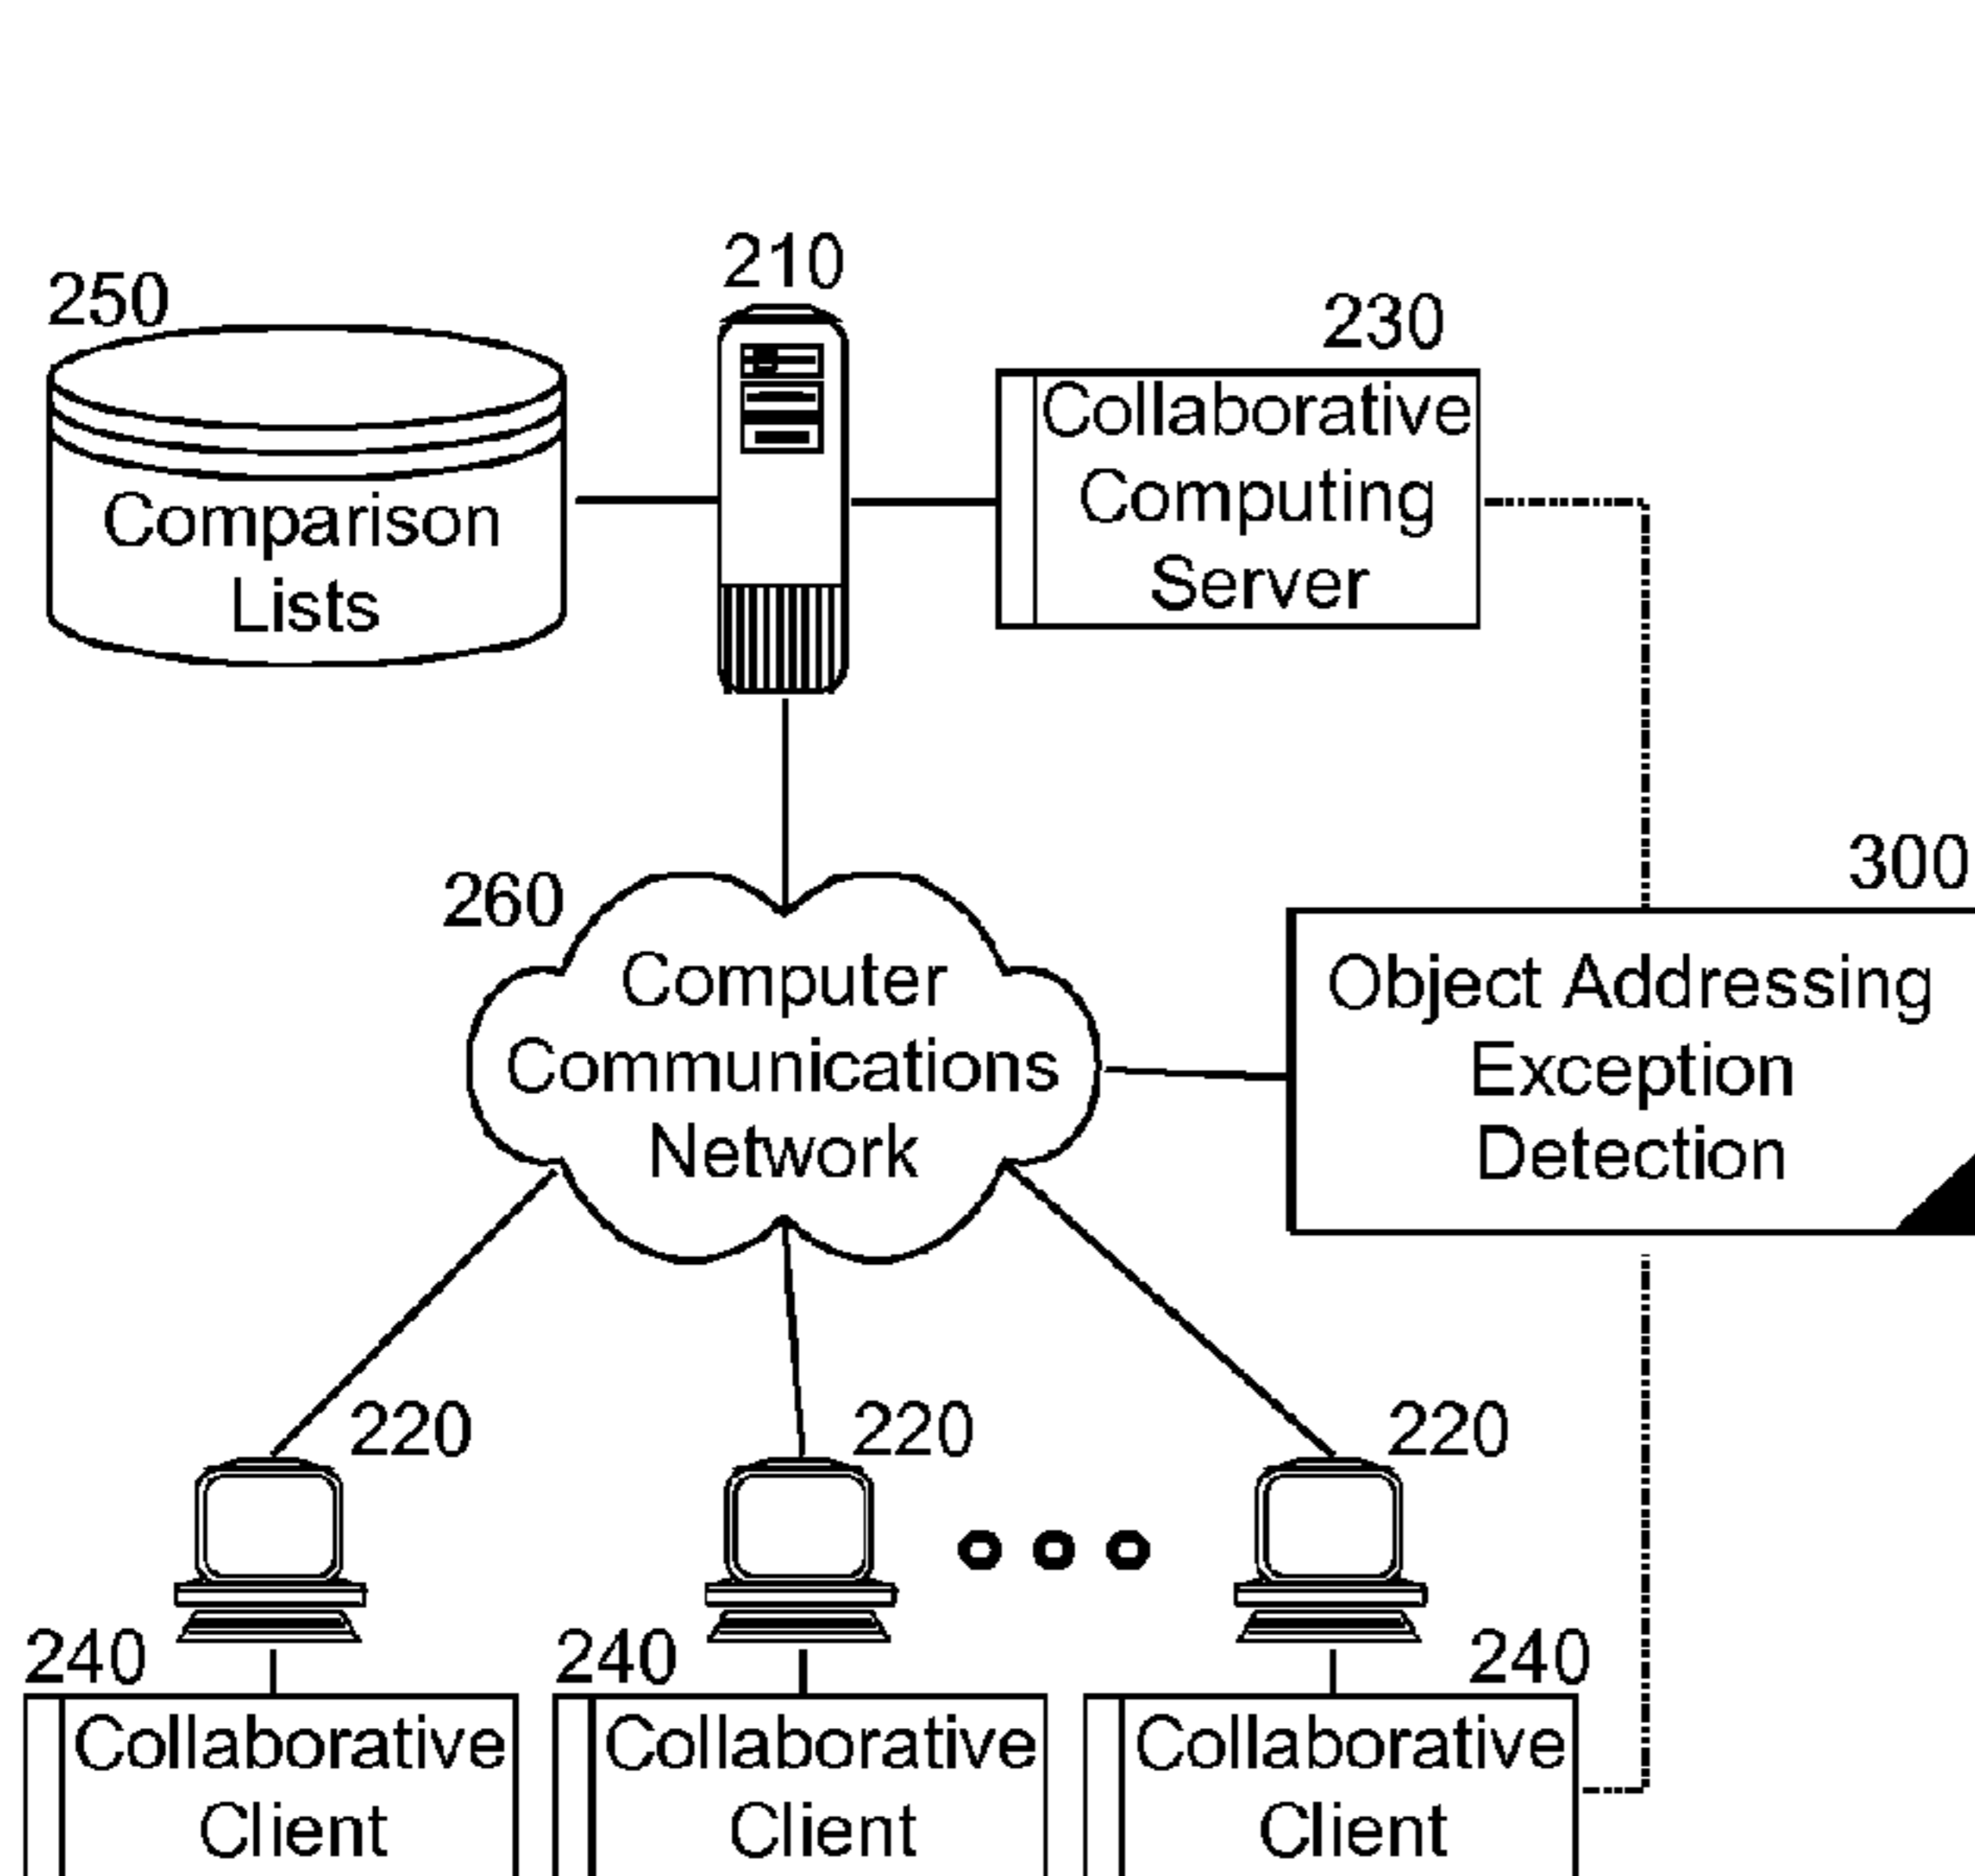 210
250
230
Collaborative
Computing
Server
Comparison
Lists
300
260
Computer
Communications
Network
Object Addressing
Exception
Detection
220
220
220
240
240
240
Collaborative
Client
Collaborative
Client
Collaborative
Client